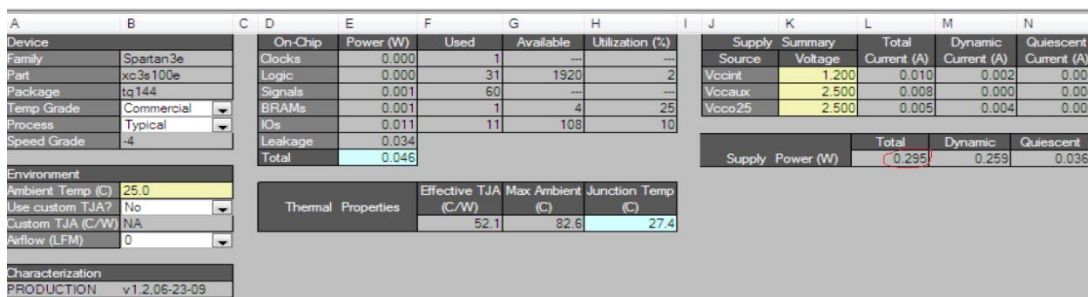 A B C D E F G H I J K L M N
Device On-Chip Power (W) Used Available Utilization (%) Supply Summary Total Dynamic Quiescent
Family Spartan3e Clocks 0.000 1 --- --- Source Voltage Current (A) Current (A) Current (A)
Part xc3s100e Logic 0.000 31 1920 2 Vccint 1.200 0.010 0.002 0.00
Package tq144 Signals 0.001 60 --- --- Vccaux 2.500 0.008 0.000 0.00
Temp Grade Commercial BRAMs 0.001 1 4 25 Vcco25 2.500 0.005 0.004 0.00
Process Typical IOs 0.011 11 108 10
Speed Grade -4 Leakage 0.034 Total Dynamic Quiescent
Total 0.046 Supply Power (W) 0.295 0.259 0.036
Environment
Ambient Temp (C) 25.0 Effective TJA Max Ambient Junction Temp
Use custom TJA? No Thermal Properties (C/W) (C) (C)
Custom TJA (C/W) NA 52.1 82.6 27.4
Airflow (LFM) 0
Characterization
PRODUCTION v1.2,06-23-09